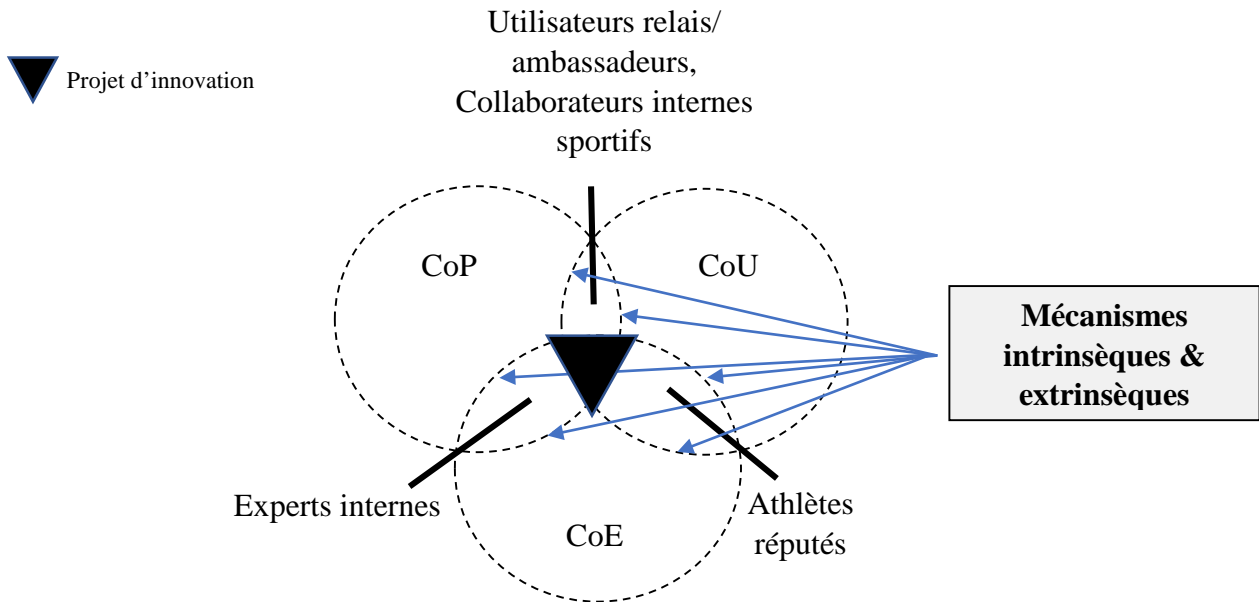 Utilisateurs relais/
ambassadeurs,
Collaborateurs internes
sportifs
Projet d’innovation
CoP
CoU
Mécanismes
intrinsèques &
extrinsèques
Experts internes
CoE
Athlètes
réputés